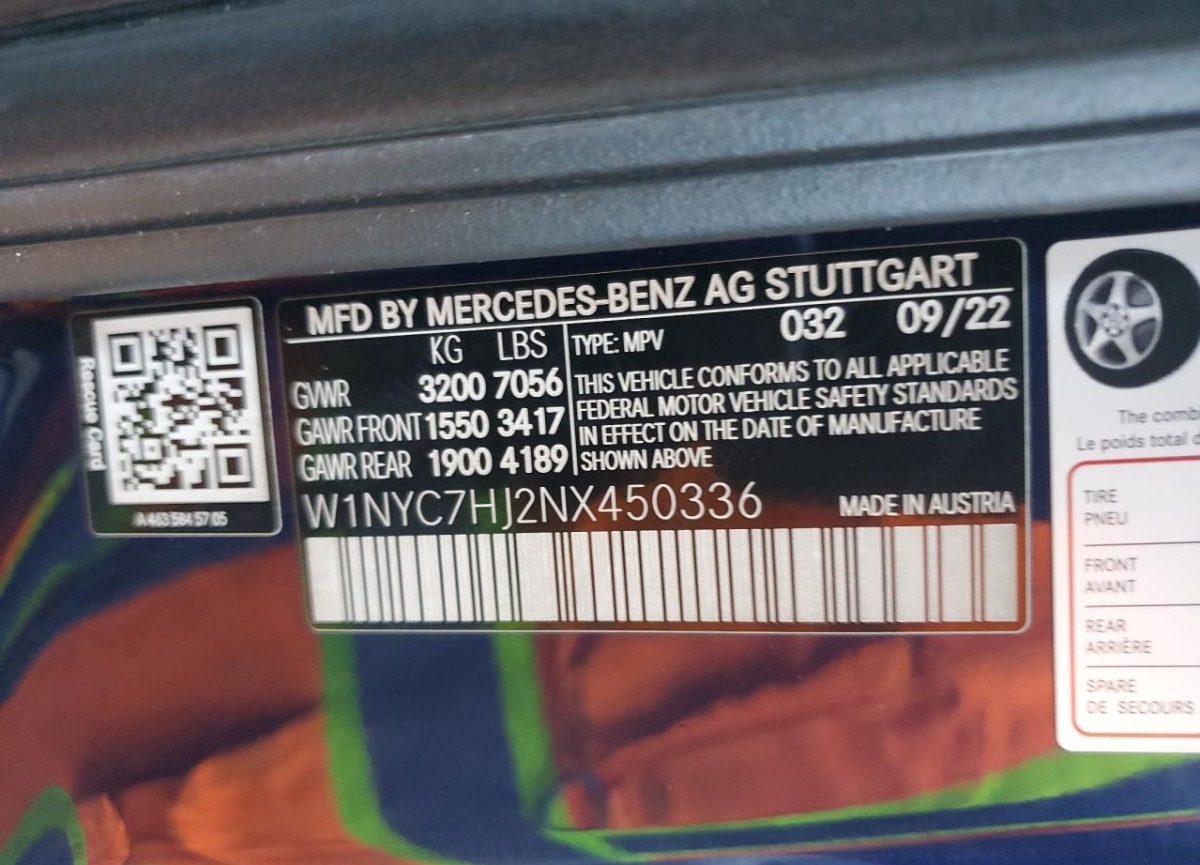 MFD BY MERCEDES-BENZ AG STUTTGART
KG LBS
GVWR 3200 7056
GAWR FRONT 1550 3417
GAWR REAR 1900 4189
TYPE: MPV 032 09/22
THIS VEHICLE CONFORMS TO ALL APPLICABLE
FEDERAL MOTOR VEHICLE SAFETY STANDARDS
IN EFFECT ON THE DATE OF MANUFACTURE
SHOWN ABOVE
W1NYC7HJ2NX450336 MADE IN AUSTRIA
Rescue Card
A 463 584 57 05
The comb
Le poids total d
TIRE
PNEU
FRONT
AVANT
REAR
ARRIÈRE
SPARE
DE SECOURS